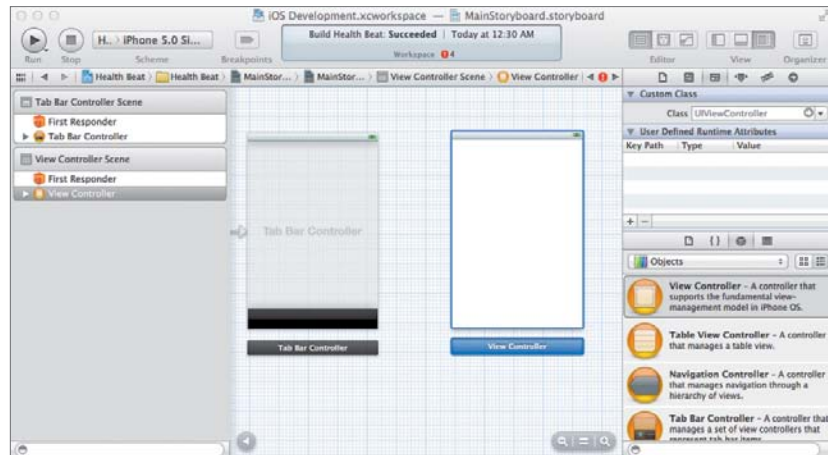 iOS Development.xcworkspace — MainStoryboard.storyboard
Run
Stop
H.. iPhone 5.0 Si...
Scheme
Breakpoints
Build Health Beat: Succeeded | Today at 12:30 AM
Workspace 4
Editor
View
Organizer
Health Beat
Health Beat
MainStor...
MainStor...
View Controller Scene
View Controller
Tab Bar Controller Scene
First Responder
Tab Bar Controller
View Controller Scene
First Responder
View Controller
Tab Bar Controller
Tab Bar Controller
View Controller
Custom Class
Class UIViewController
User Defined Runtime Attributes
Key Path Type Value
+ -
{ }
Objects
View Controller - A controller that
supports the fundamental view-
management model in iPhone OS.
Table View Controller - A controller
that manages a table view.
Navigation Controller - A controller
that manages navigation through a
hierarchy of views.
Tab Bar Controller - A controller that
manages a set of view controllers that
represent tab bar items.